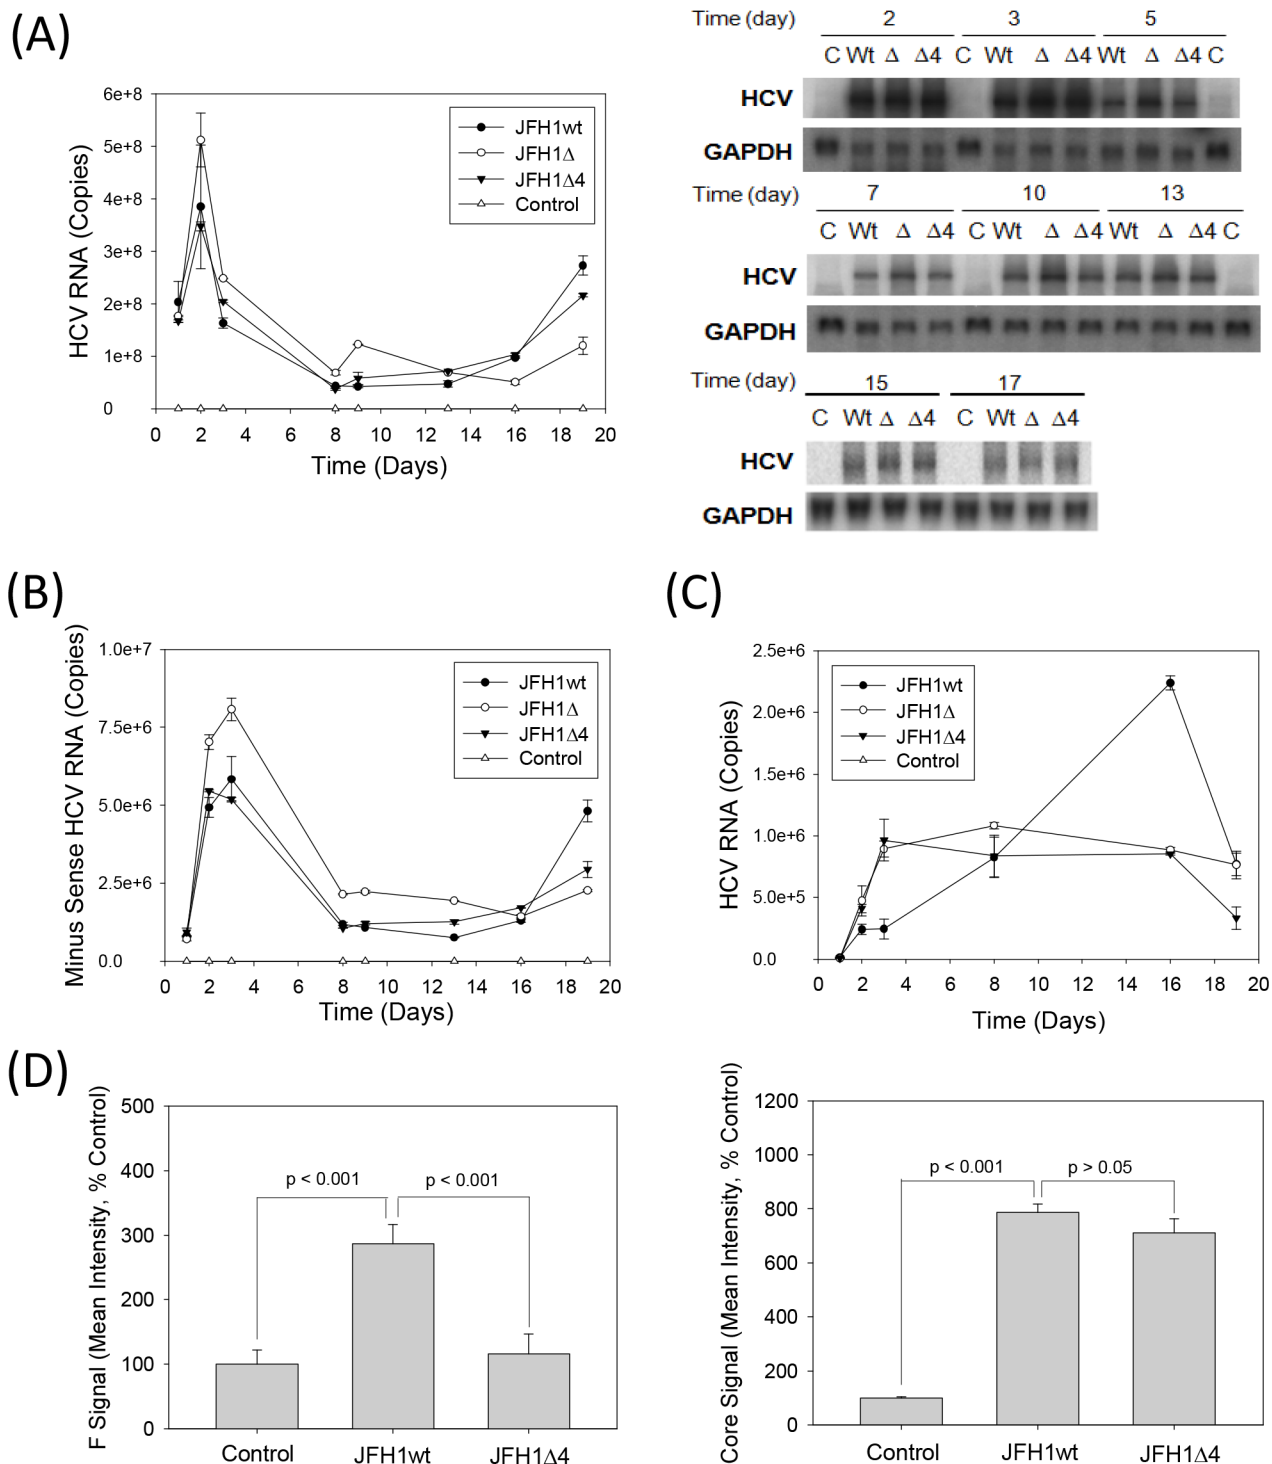 (A)
HCV RNA (Copies)
6e+8
5e+8
4e+8
3e+8
2e+8
1e+8
0
0 2 4 6 8 10 12 14 16 18 20
Time (Days)
JFH1wt
JFH1Δ
JFH1Δ4
Control
Time (day) 2 3 5
C Wt Δ Δ4 C Wt Δ Δ4 Wt Δ Δ4 C
HCV
GAPDH
Time (day) 7 10 13
C Wt Δ Δ4 C Wt Δ Δ4 Wt Δ Δ4 C
HCV
GAPDH
Time (day) 15 17
C Wt Δ Δ4 C Wt Δ Δ4
HCV
GAPDH
(B)
Minus Sense HCV RNA (Copies)
1.0e+7
7.5e+6
5.0e+6
2.5e+6
0.0
0 2 4 6 8 10 12 14 16 18 20
Time (Days)
JFH1wt
JFH1Δ
JFH1Δ4
Control
(C)
HCV RNA (Copies)
2.5e+6
2.0e+6
1.5e+6
1.0e+6
5.0e+5
0.0
0 2 4 6 8 10 12 14 16 18 20
Time (Days)
JFH1wt
JFH1Δ
JFH1Δ4
Control
(D)
F Signal (Mean Intensity, % Control)
500
400
300
200
100
0
p < 0.001
p < 0.001
Control JFH1wt JFH1Δ4
Core Signal (Mean Intensity, % Control)
1200
1000
800
600
400
200
0
p < 0.001
p > 0.05
Control JFH1wt JFH1Δ4